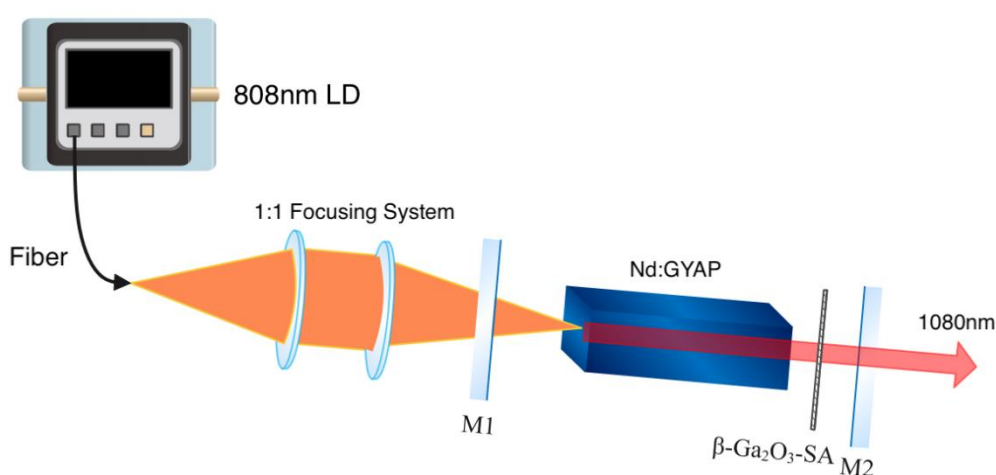 808nm LD
1:1 Focusing System
Fiber
Nd:GYAP
1080nm
M1
β-Ga₂O₃-SA
M2